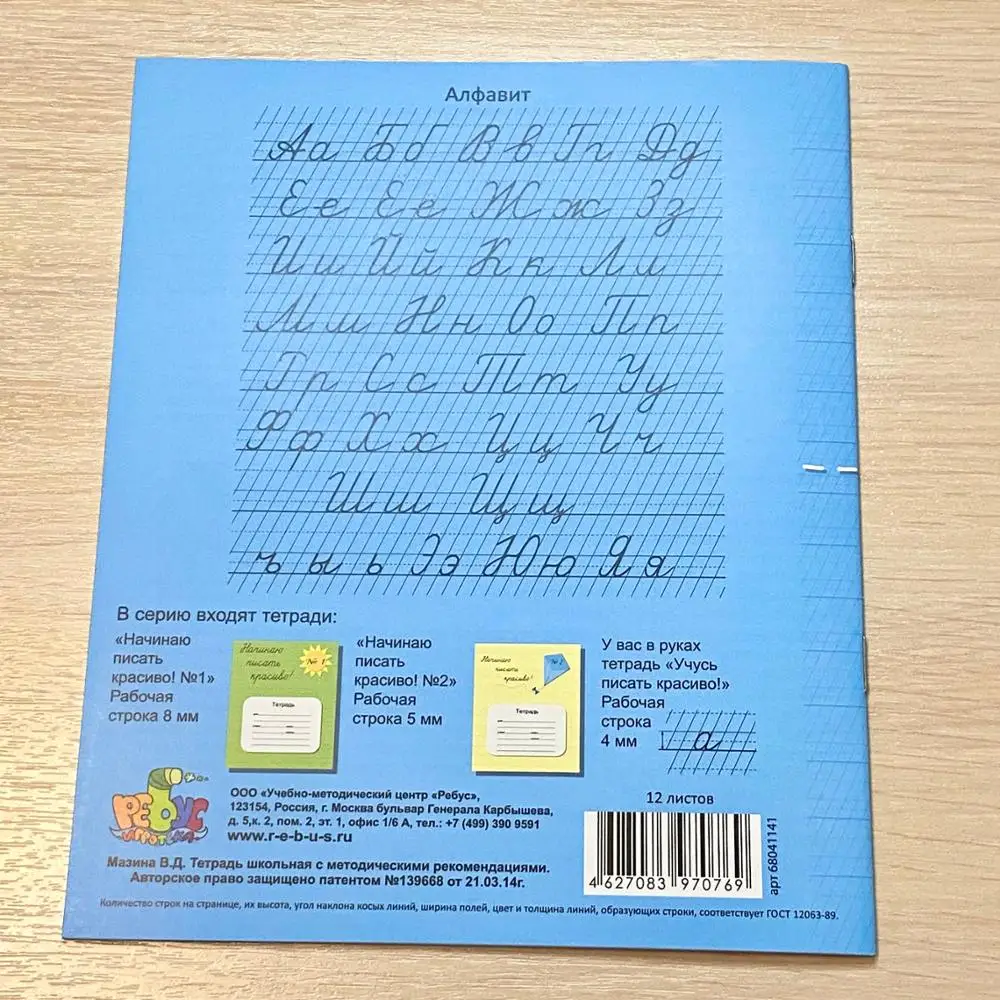 Алфавит
Аа Бб Вв Гг Дд
Ее Ее Жж Зз
Ии Йй Кк Лл
Мм Нн Оо Пп
Рр Сс Тт Уу
Фф Хх Цц Чч
Шш Щщ
ъ ы ь Ээ Юю Яя
В серию входят тетради:
«Начинаю
писать
красиво! №1»
Рабочая
строка 8 мм
Начинаю
писать
красиво!
№ 1
Тетрадь
«Начинаю
писать
красиво! №2»
Рабочая
строка 5 мм
Начинаю
писать
красиво!
№ 2
Тетрадь
У вас в руках
тетрадь «Учусь
писать красиво!»
Рабочая
строка
4 мм
а
РЕБУС
ИГРОТЕКА
ООО «Учебно-методический центр «Ребус»,
123154, Россия, г. Москва бульвар Генерала Карбышева,
д. 5,к. 2, пом. 2, эт. 1, офис 1/6 А, тел.: +7 (499) 390 9591
www.r-e-b-u-s.ru
12 листов
4 627083 970769
арт 68041141
Мазина В.Д. Тетрадь школьная с методическими рекомендациями.
Авторское право защищено патентом №139668 от 21.03.14г.
Количество строк на странице, их высота, угол наклона косых линий, ширина полей, цвет и толщина линий, образующих строки, соответствует ГОСТ 12063-89.